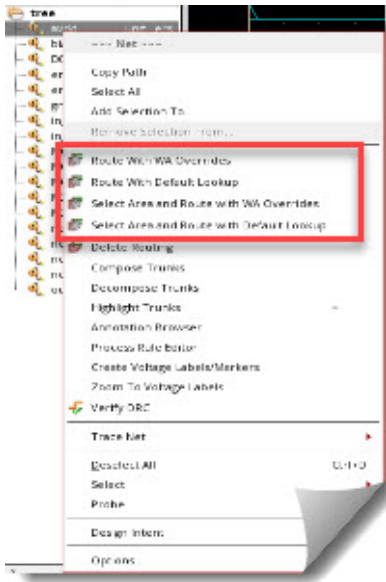 tree
--- Net ---
Copy Path
Select All
Add Selection To
Remove Selection From...
Route With WA Overrides
Route With Default Lookup
Select Area and Route with WA Overrides
Select Area and Route with Default Lookup
Delete Routing
Compose Trunks
Decompose Trunks
Highlight Trunks
Annotation Browser
Process Rule Editor
Create Voltage Labels/Markers
Zoom To Voltage Labels
Verify DRC
Trace Net
Deselect All Ctrl+D
Select
Probe
Design Intent
Options